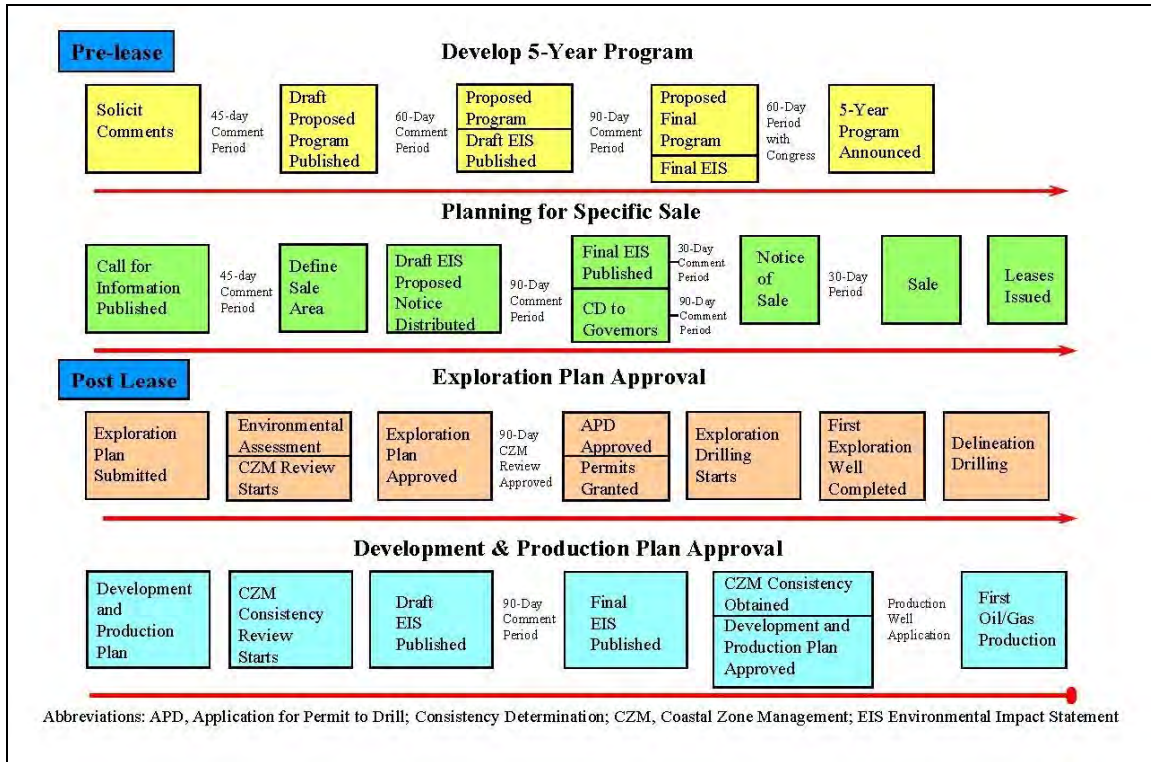 Pre-lease
Develop 5-Year Program
Solicit
Comments
45-day
Comment
Period
Draft
Proposed
Program
Published
60-Day
Comment
Period
Proposed
Program
Draft EIS
Published
90-Day
Comment
Period
Proposed
Final
Program
Final EIS
60-Day
Period
with
Congress
5-Year
Program
Announced
Planning for Specific Sale
Call for
Information
Published
45-day
Comment
Period
Define
Sale
Area
Draft EIS
Proposed
Notice
Distributed
90-Day
Comment
Period
Final EIS
Published
CD to
Governors
30-Day
Comment
Period
90-Day
Comment
Period
Notice
of
Sale
30-Day
Period
Sale
Leases
Issued
Post Lease
Exploration Plan Approval
Exploration
Plan
Submitted
Environmental
Assessment
CZM Review
Starts
Exploration
Plan
Approved
90-Day
CZM
Review
Approved
APD
Approved
Permits
Granted
Exploration
Drilling
Starts
First
Exploration
Well
Completed
Delineation
Drilling
Development & Production Plan Approval
Development
and
Production
Plan
CZM
Consistency
Review
Starts
Draft
EIS
Published
90-Day
Comment
Period
Final
EIS
Published
CZM Consistency
Obtained
Development and
Production Plan
Approved
Production
Well
Application
First
Oil/Gas
Production
Abbreviations: APD, Application for Permit to Drill; Consistency Determination; CZM, Coastal Zone Management; EIS Environmental Impact Statement